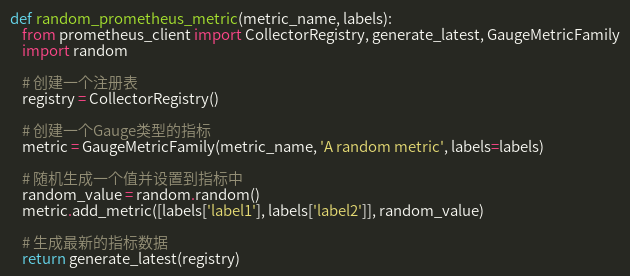 def random_prometheus_metric(metric_name, labels):
from prometheus_client import CollectorRegistry, generate_latest, GaugeMetricFamily
import random
# 创建一个注册表
registry = CollectorRegistry()
# 创建一个Gauge类型的指标
metric = GaugeMetricFamily(metric_name, 'A random metric', labels=labels)
# 随机生成一个值并设置到指标中
random_value = random.random()
metric.add_metric([labels['label1'], labels['label2']], random_value)
# 生成最新的指标数据
return generate_latest(registry)